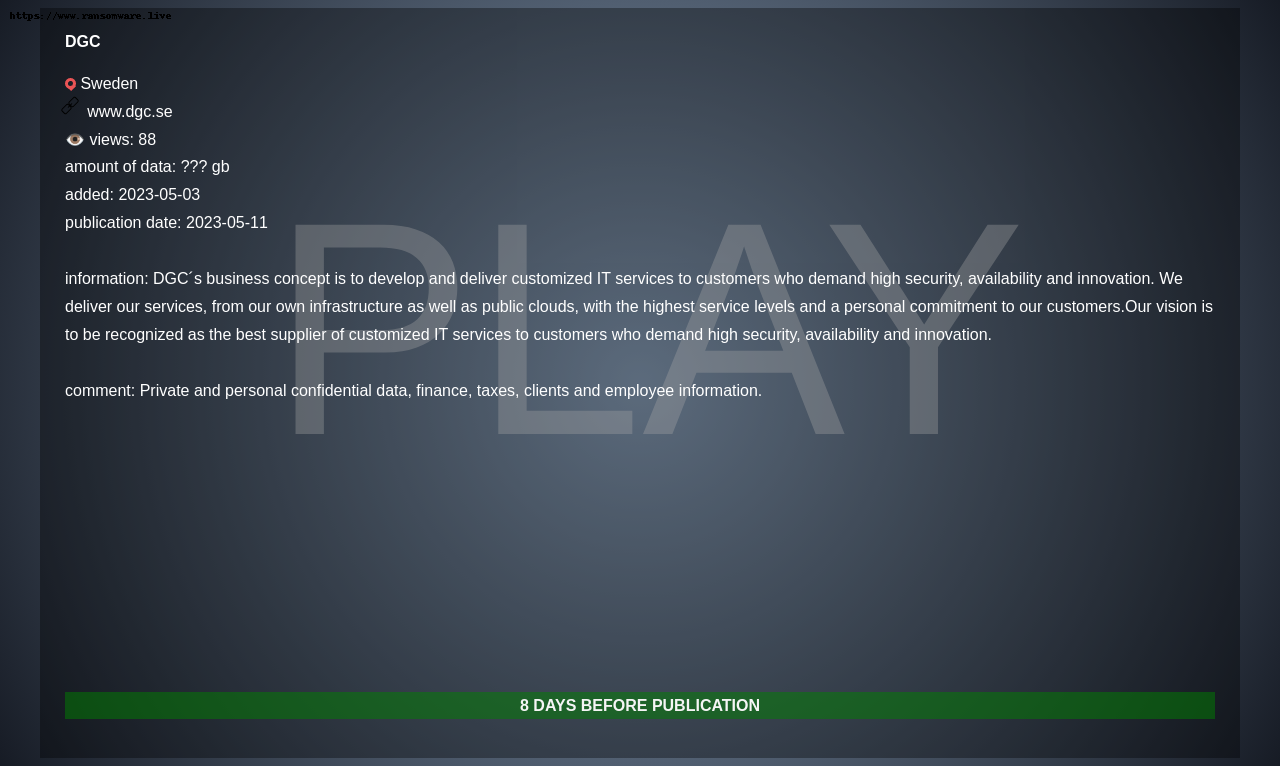 https://www.ransomware.live
DGC
Sweden
www.dgc.se
views: 88
amount of data: ??? gb
added: 2023-05-03
publication date: 2023-05-11
PLAY
information: DGC´s business concept is to develop and deliver customized IT services to customers who demand high security, availability and innovation. We
deliver our services, from our own infrastructure as well as public clouds, with the highest service levels and a personal commitment to our customers.Our vision is
to be recognized as the best supplier of customized IT services to customers who demand high security, availability and innovation.
comment: Private and personal confidential data, finance, taxes, clients and employee information.
8 DAYS BEFORE PUBLICATION